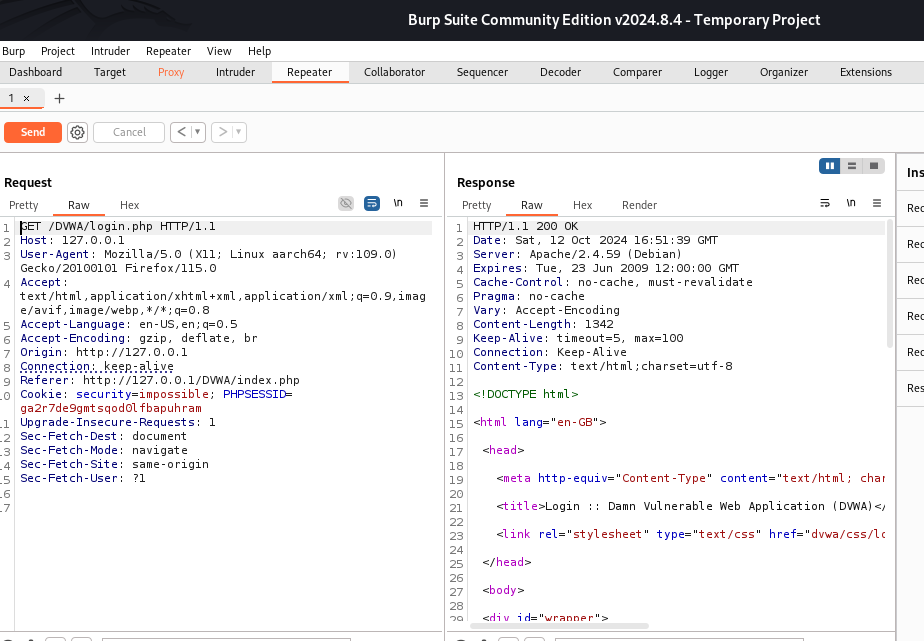 Burp Suite Community Edition v2024.8.4 - Temporary Project
Burp Project Intruder Repeater View Help
Dashboard Target Proxy Intruder Repeater Collaborator Sequencer Decoder Comparer Logger Organizer Extensions
1 × +
Send Cancel < >
Request
Pretty Raw Hex \n
1 GET /DVWA/login.php HTTP/1.1
2 Host: 127.0.0.1
3 User-Agent: Mozilla/5.0 (X11; Linux aarch64; rv:109.0)
Gecko/20100101 Firefox/115.0
4 Accept:
text/html,application/xhtml+xml,application/xml;q=0.9,imag
e/avif,image/webp,*/*;q=0.8
5 Accept-Language: en-US,en;q=0.5
6 Accept-Encoding: gzip, deflate, br
7 Origin: http://127.0.0.1
8 Connection: keep-alive
9 Referer: http://127.0.0.1/DVWA/index.php
10 Cookie: security=impossible; PHPSESSID=
ga2r7de9gmtsqod0lfbapuhram
11 Upgrade-Insecure-Requests: 1
12 Sec-Fetch-Dest: document
13 Sec-Fetch-Mode: navigate
14 Sec-Fetch-Site: same-origin
15 Sec-Fetch-User: ?1
16
17
Response
Pretty Raw Hex Render \n
1 HTTP/1.1 200 OK
2 Date: Sat, 12 Oct 2024 16:51:39 GMT
3 Server: Apache/2.4.59 (Debian)
4 Expires: Tue, 23 Jun 2009 12:00:00 GMT
5 Cache-Control: no-cache, must-revalidate
6 Pragma: no-cache
7 Vary: Accept-Encoding
8 Content-Length: 1342
9 Keep-Alive: timeout=5, max=100
10 Connection: Keep-Alive
11 Content-Type: text/html;charset=utf-8
12
13 <!DOCTYPE html>
14
15 <html lang="en-GB">
16
17 <head>
18
19 <meta http-equiv="Content-Type" content="text/html; char
20
21 <title>Login :: Damn Vulnerable Web Application (DVWA)</
22
23 <link rel="stylesheet" type="text/css" href="dvwa/css/lo
24
25 </head>
26
27 <body>
28
29 <div id="wrapper">
Ins
Rec
Rec
Rec
Rec
Rec
Res